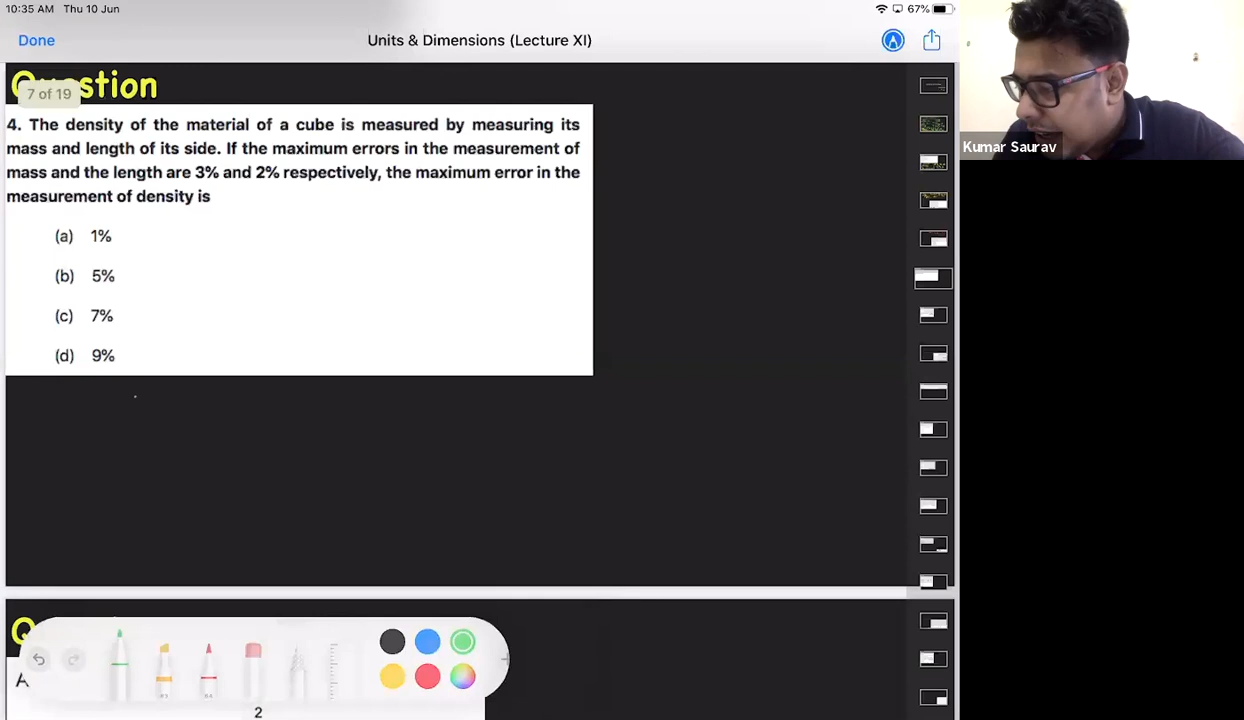 10:35 AM Thu 10 Jun
67%
Done
Units & Dimensions (Lecture XI)
Question
7 of 19
4. The density of the material of a cube is measured by measuring its
mass and length of its side. If the maximum errors in the measurement of
mass and the length are 3% and 2% respectively, the maximum error in the
measurement of density is
(a) 1%
(b) 5%
(c) 7%
(d) 9%
Kumar Saurav
A
2